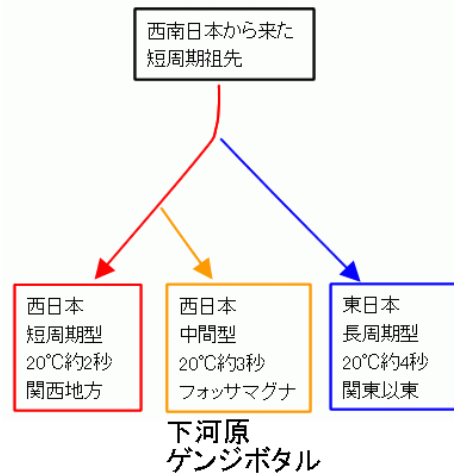 西南日本から来た
短周期祖先
西日本
短周期型
20℃約2秒
関西地方
西日本
中間型
20℃約3秒
フォッサマグナ
東日本
長周期型
20℃約4秒
関東以東
下河原
ゲンジボタル